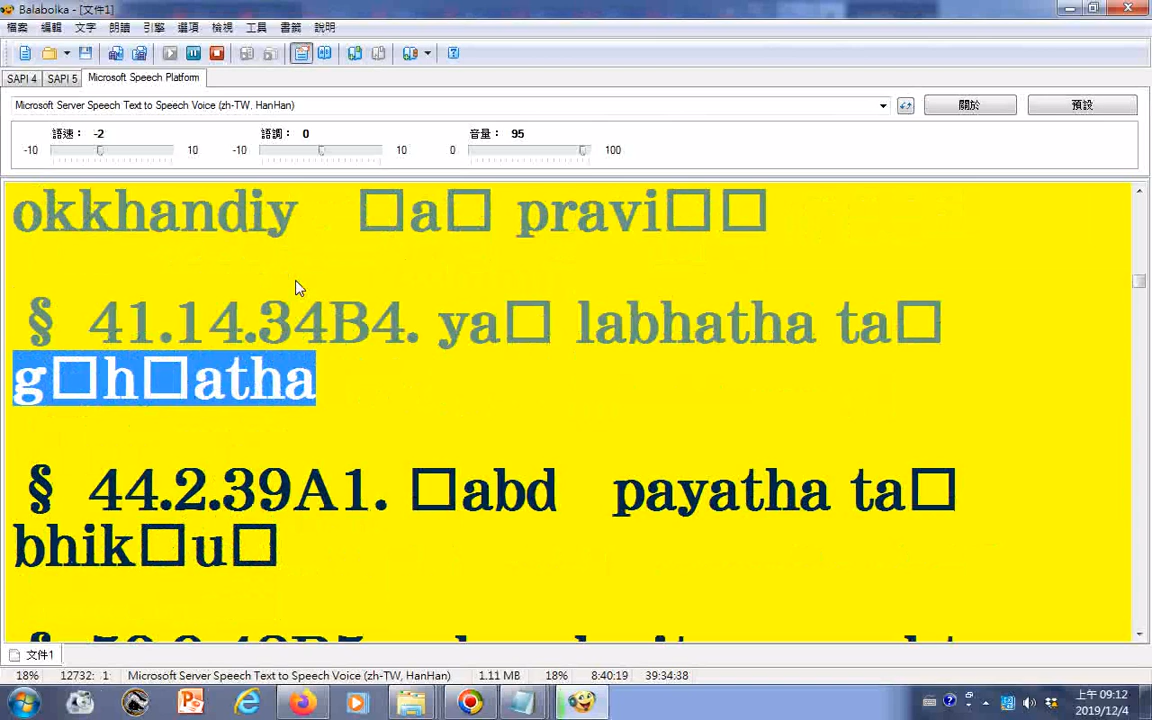 Balabolka - [文件1]
檔案 編輯 文字 朗讀 引擎 選項 檢視 工具 書籤 說明
SAPI 4 SAPI 5 Microsoft Speech Platform
Microsoft Server Speech Text to Speech Voice (zh-TW, HanHan) 關於 預設
語速： -2 語調： 0 音量： 95
-10 10 -10 10 0 100
okkhandiy □a□ pravi□□
§ 41.14.34B4. ya□ labhatha ta□
g□h□atha
§ 44.2.39A1. □abd payatha ta□
bhik□u□
文件1
18% 12732: 1 Microsoft Server Speech Text to Speech Voice (zh-TW, HanHan) 1.11 MB 18% 8:40:19 39:34:38
上午 09:12
2019/12/4